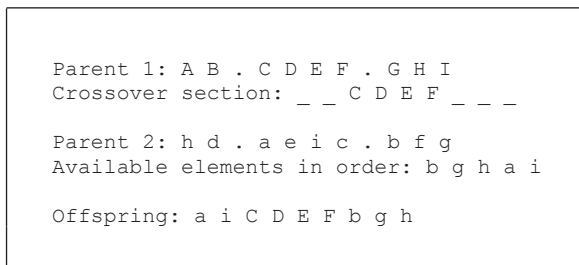 Parent 1: A B . C D E F . G H I
Crossover section: _ _ C D E F _ _ _
Parent 2: h d . a e i c . b f g
Available elements in order: b g h a i
Offspring: a i C D E F b g h